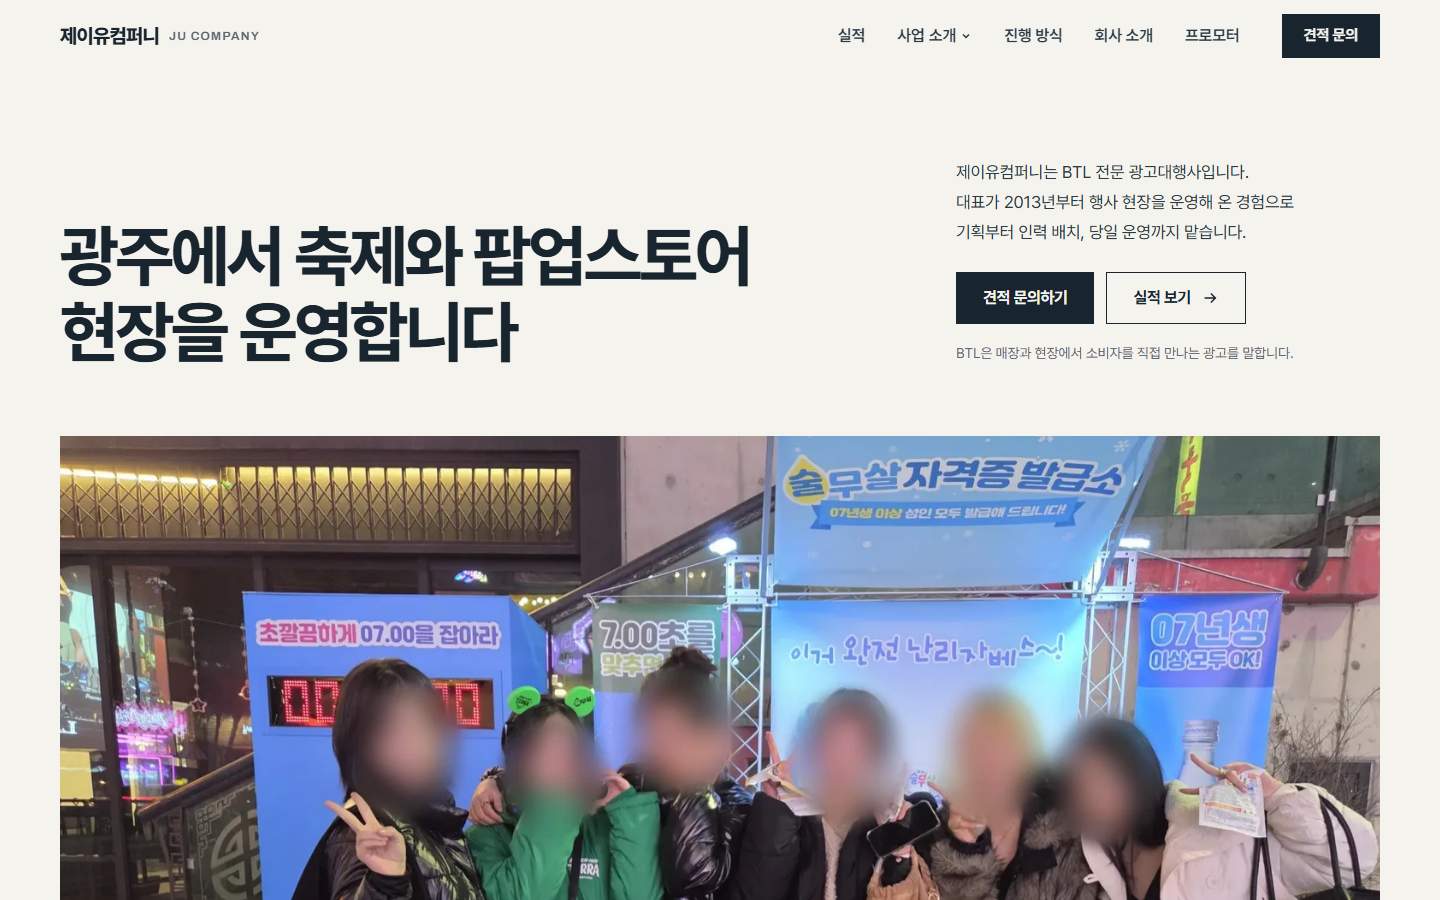 제이유컴퍼니 JU COMPANY
실적 사업 소개 진행 방식 회사 소개 프로모터 견적 문의
광주에서 축제와 팝업스토어
현장을 운영합니다
제이유컴퍼니는 BTL 전문 광고대행사입니다.
대표가 2013년부터 행사 현장을 운영해 온 경험으로
기획부터 인력 배치, 당일 운영까지 맡습니다.
견적 문의하기 실적 보기 →
BTL은 매장과 현장에서 소비자를 직접 만나는 광고를 말합니다.
술무살 자격증 발급소
07년생 이상 성인 모두 발급해 드립니다!
초깔끔하게 07.00을 잡아라
7.00초를
이거 완전 난리자베스~!
07년생
이상 모두 OK!